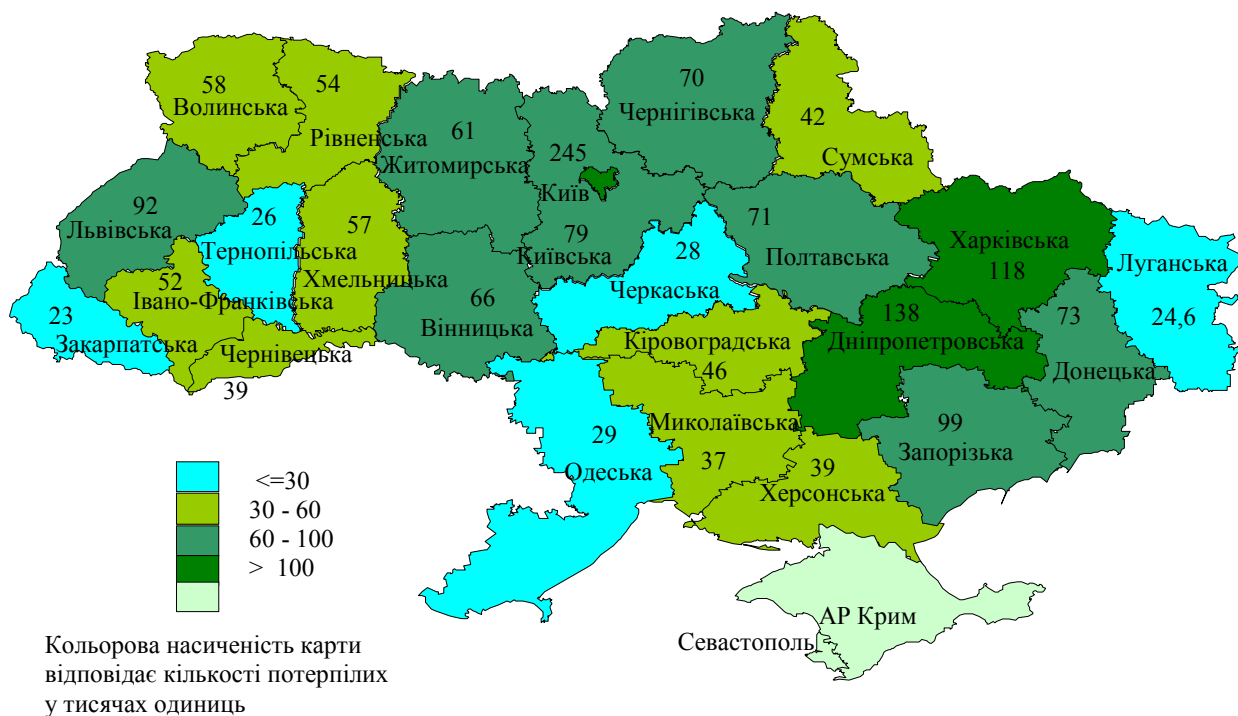 58
Волинська
54
Рівненська
61
Житомирська
245
Київ
70
Чернігівська
42
Сумська
92
Львівська
26
Тернопільська
57
Хмельницька
79
Київська
28
Черкаська
71
Полтавська
Харківська
118
Луганська
24,6
23
Закарпатська
52
Івано-Франківська
Чернівецька
39
66
Вінницька
Кіровоградська
46
138
Дніпропетровська
73
Донецька
29
Одеська
Миколаївська
37
39
Херсонська
99
Запорізька
АР Крим
Севастополь
<=30
30 - 60
60 - 100
> 100
Кольорова насиченість карти
відповідає кількості потерпілих
у тисячах одиниць